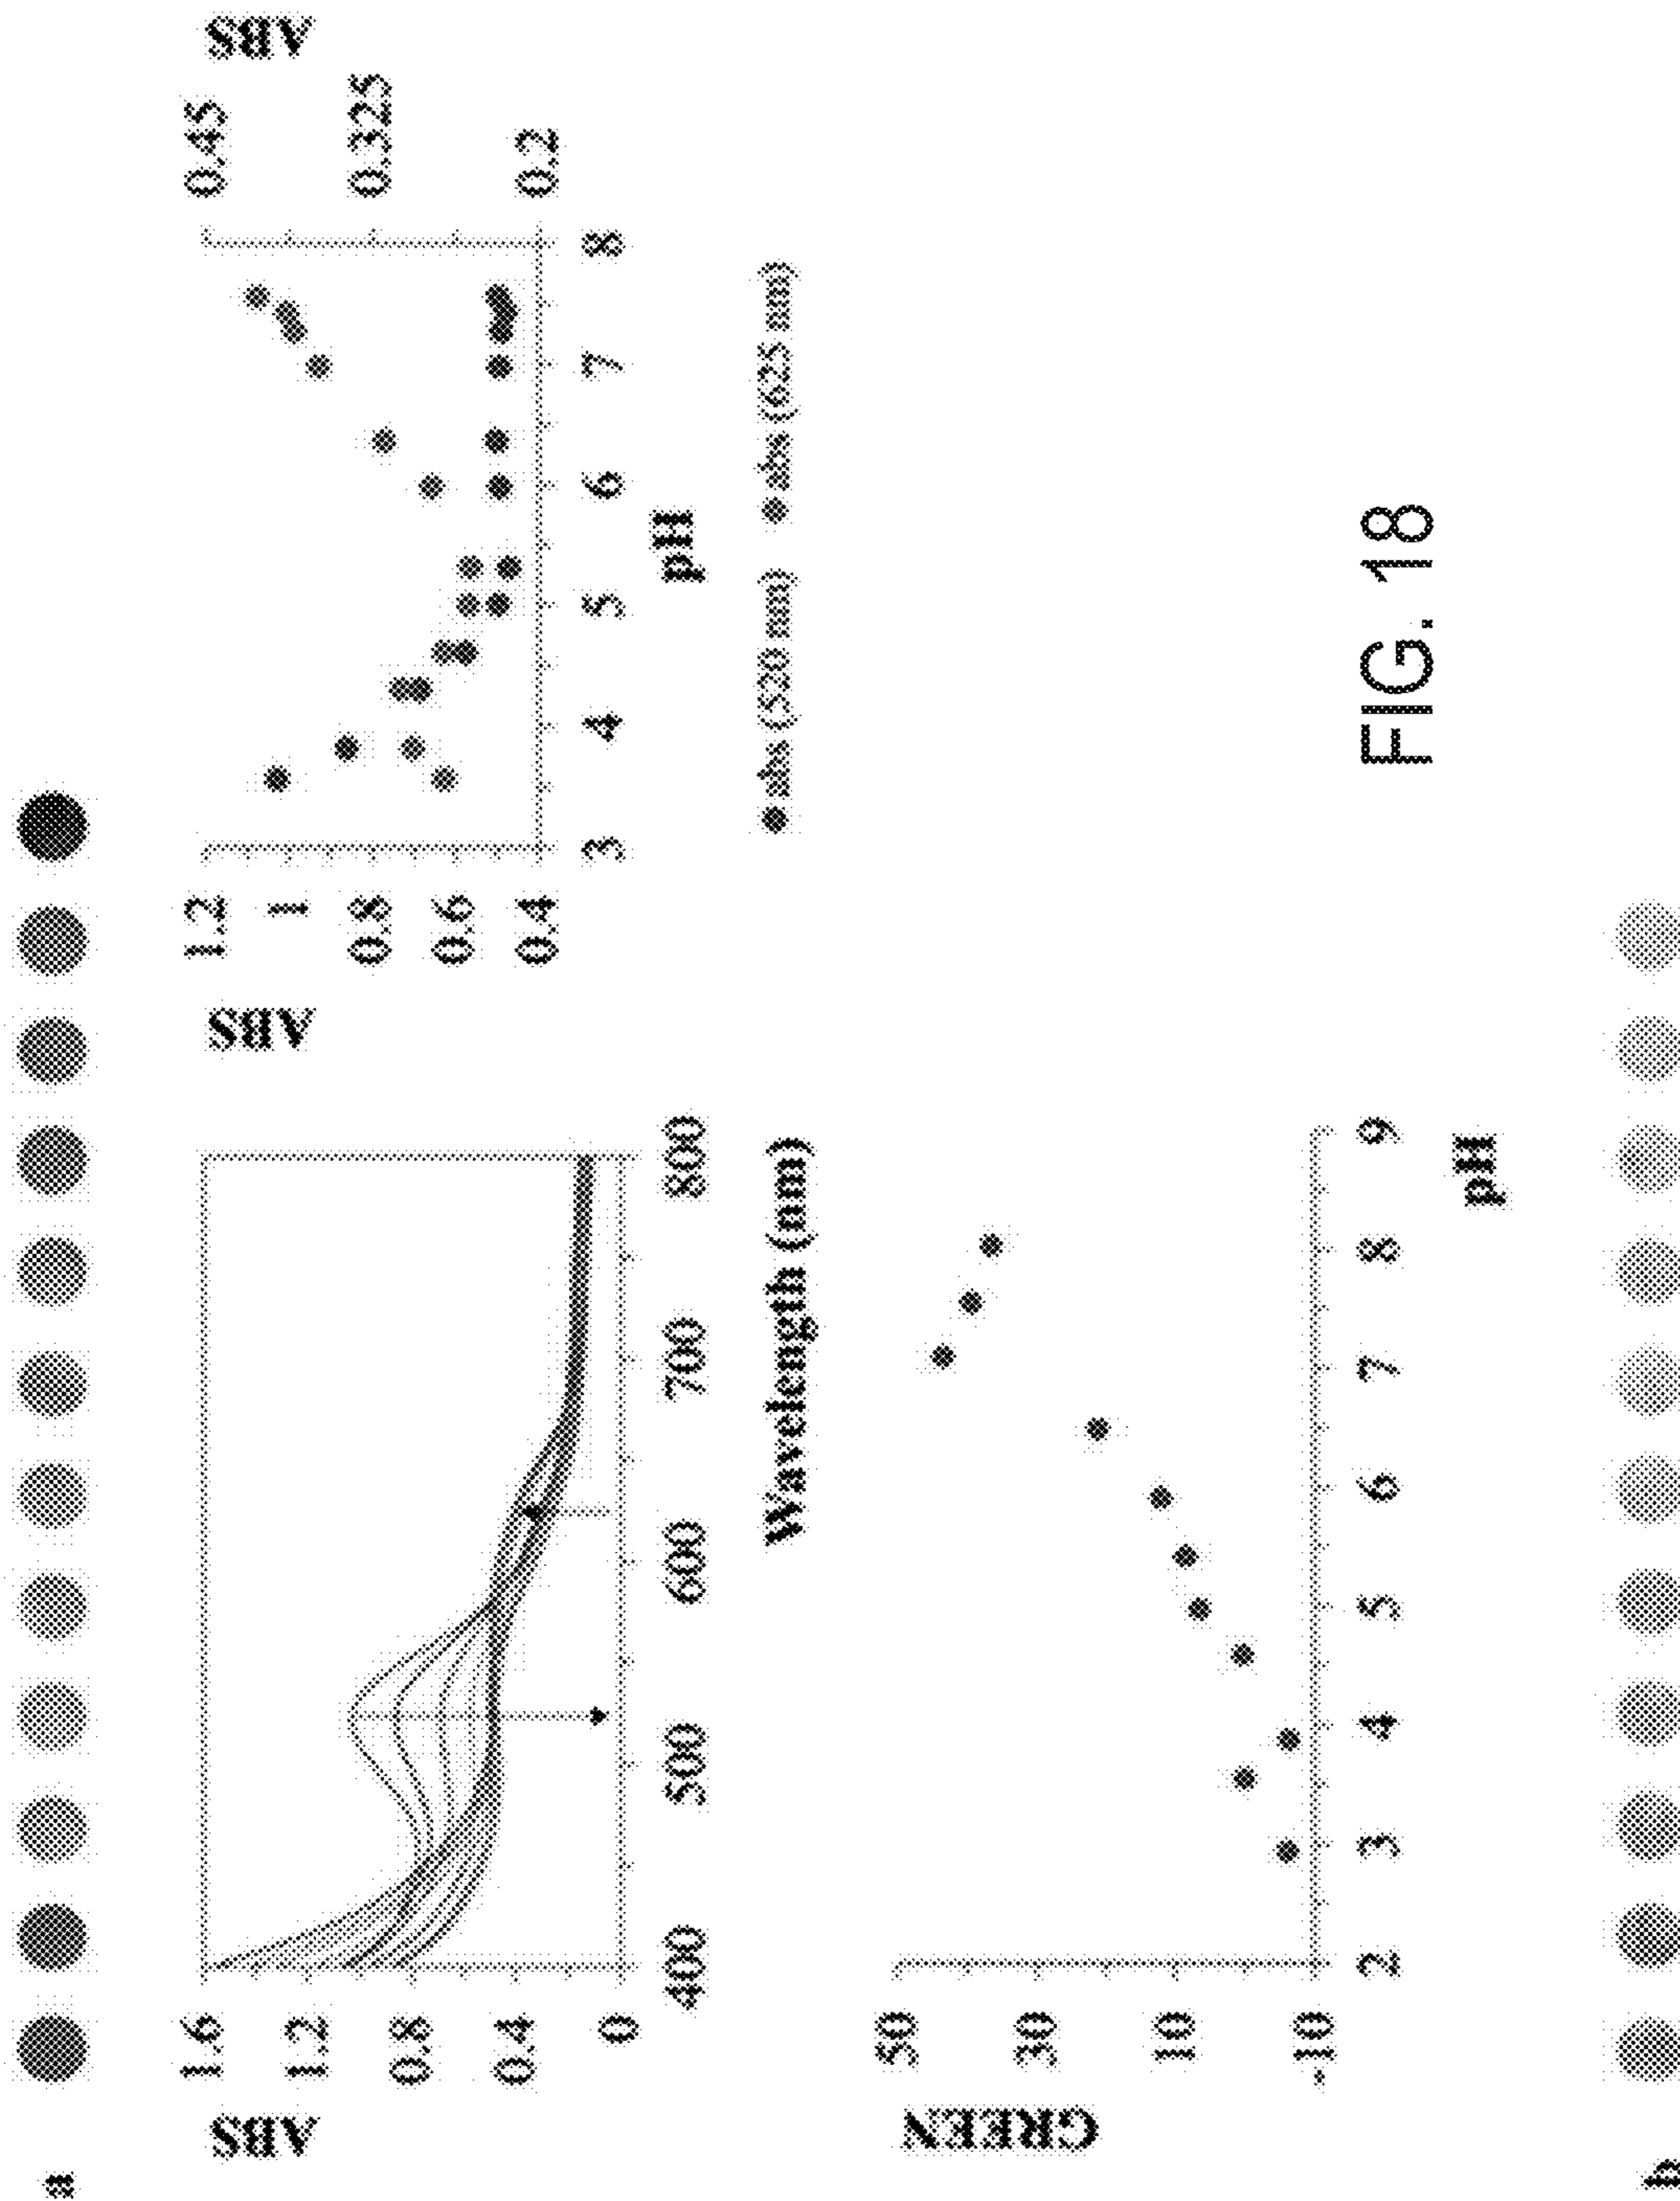 a
ABS
1.6
1.2
0.8
0.4
0
400 500 600 700 800
Wavelength (nm)
ABS
1.2
1
0.8
0.6
0.4
3 4 5 6 7 8
pH
ABS
0.45
0.325
0.2
abs (520 nm) abs (625 nm)
GREEN
50
30
10
-10
2 3 4 5 6 7 8 9
pH
FIG. 18
b